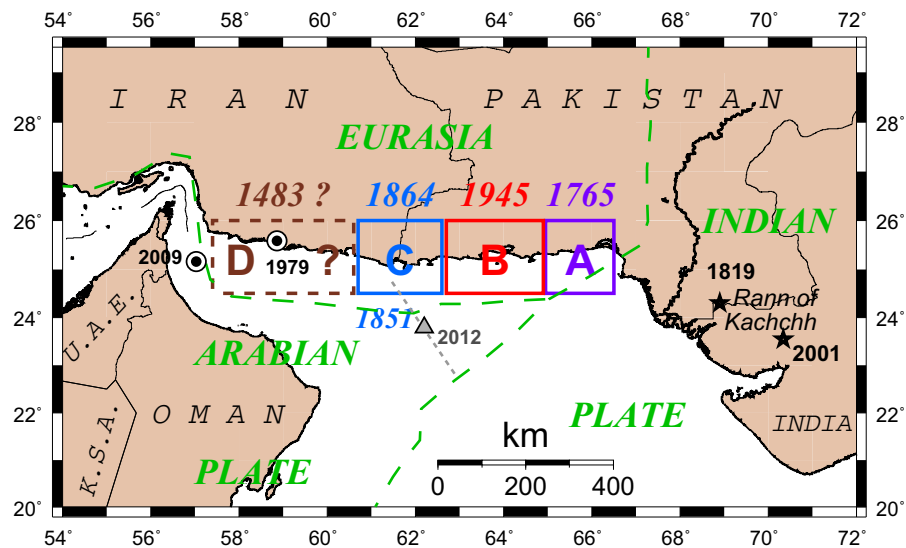 54˚ 56˚ 58˚ 60˚ 62˚ 64˚ 66˚ 68˚ 70˚ 72˚
28˚
26˚
24˚
22˚
20˚
I R A N
P A K I S T A N
EURASIA
1483 ?
1864
1945
1765
INDIAN
2009
D
1979
?
C
B
A
1819
Rann of
Kachchh
2001
U.A.E.
1851
2012
ARABIAN
O M A N
PLATE
INDIA
K.S.A.
km
PLATE
0 200 400
28˚
26˚
24˚
22˚
20˚
54˚ 56˚ 58˚ 60˚ 62˚ 64˚ 66˚ 68˚ 70˚ 72˚